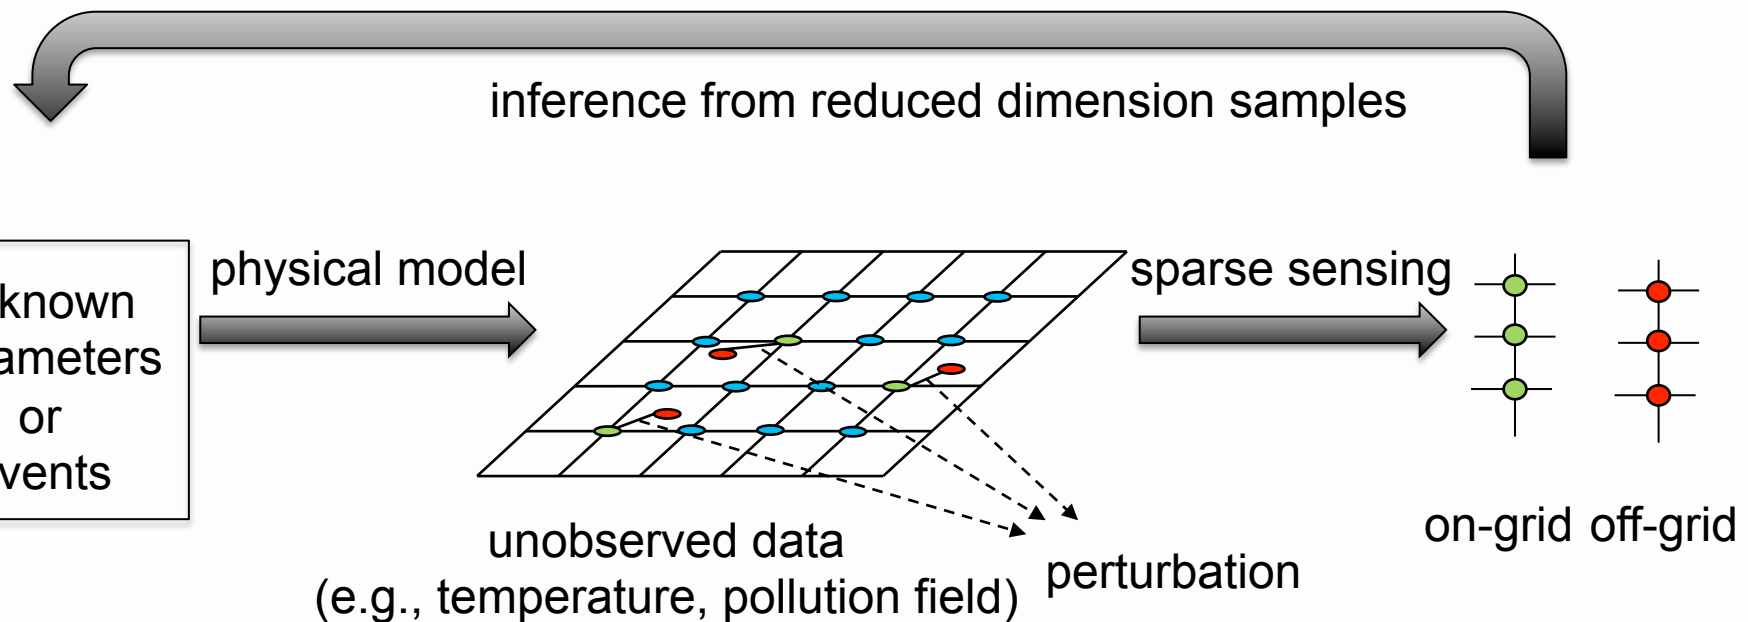 inference from reduced dimension samples
known
ameters
or
vents
physical model
sparse sensing
unobserved data
(e.g., temperature, pollution field)
perturbation
on-grid off-grid